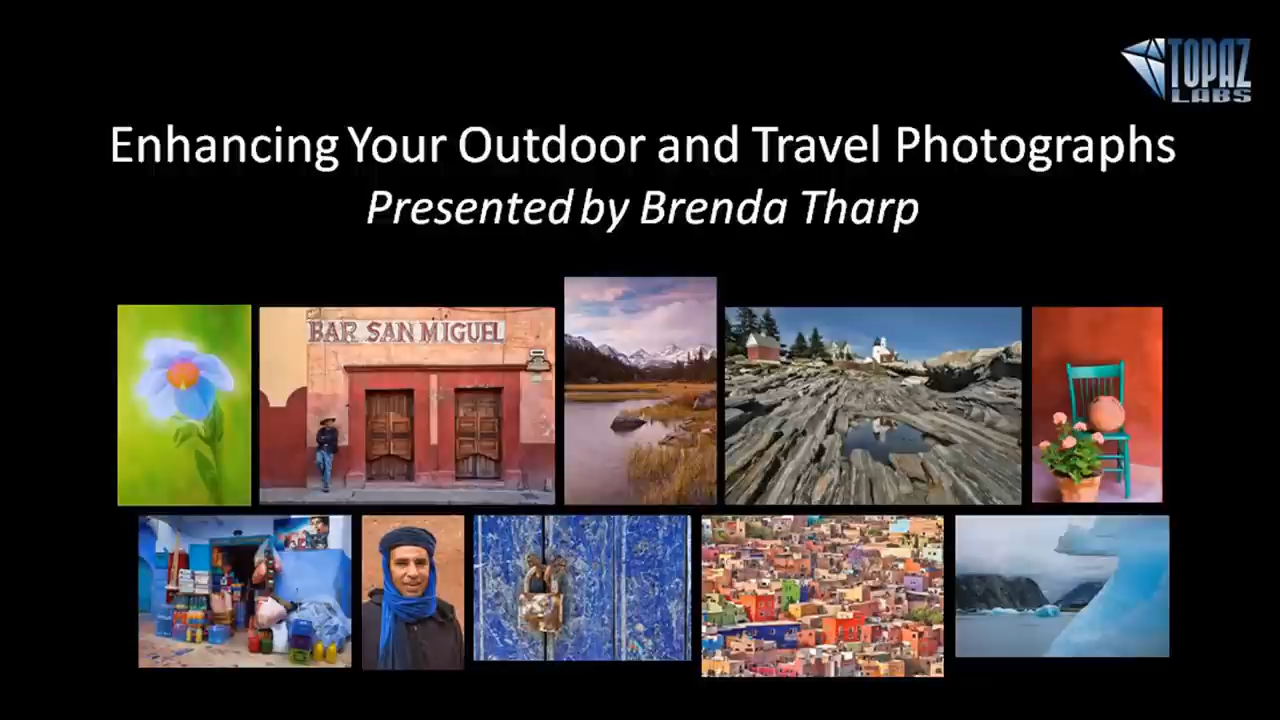 TOPAZ
LABS
Enhancing Your Outdoor and Travel Photographs
Presented by Brenda Tharp
BAR SAN MIGUEL